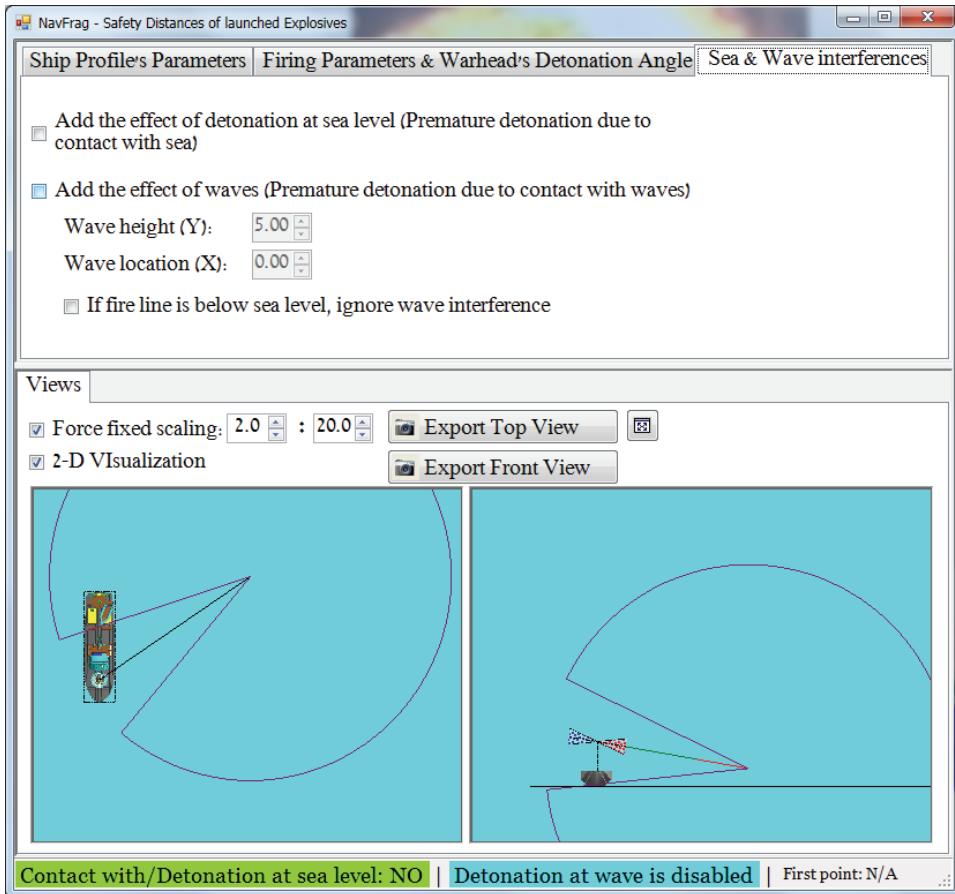 NavFrag - Safety Distances of launched Explosives
Ship Profile's Parameters
Firing Parameters & Warhead's Detonation Angle
Sea & Wave interferences
Add the effect of detonation at sea level (Premature detonation due to
contact with sea)
Add the effect of waves (Premature detonation due to contact with waves)
Wave height (Y): 5.00
Wave location (X): 0.00
If fire line is below sea level, ignore wave interference
Views
Force fixed scaling: 2.0 : 20.0
Export Top View
2-D VIsualization
Export Front View
Contact with/Detonation at sea level: NO | Detonation at wave is disabled | First point: N/A